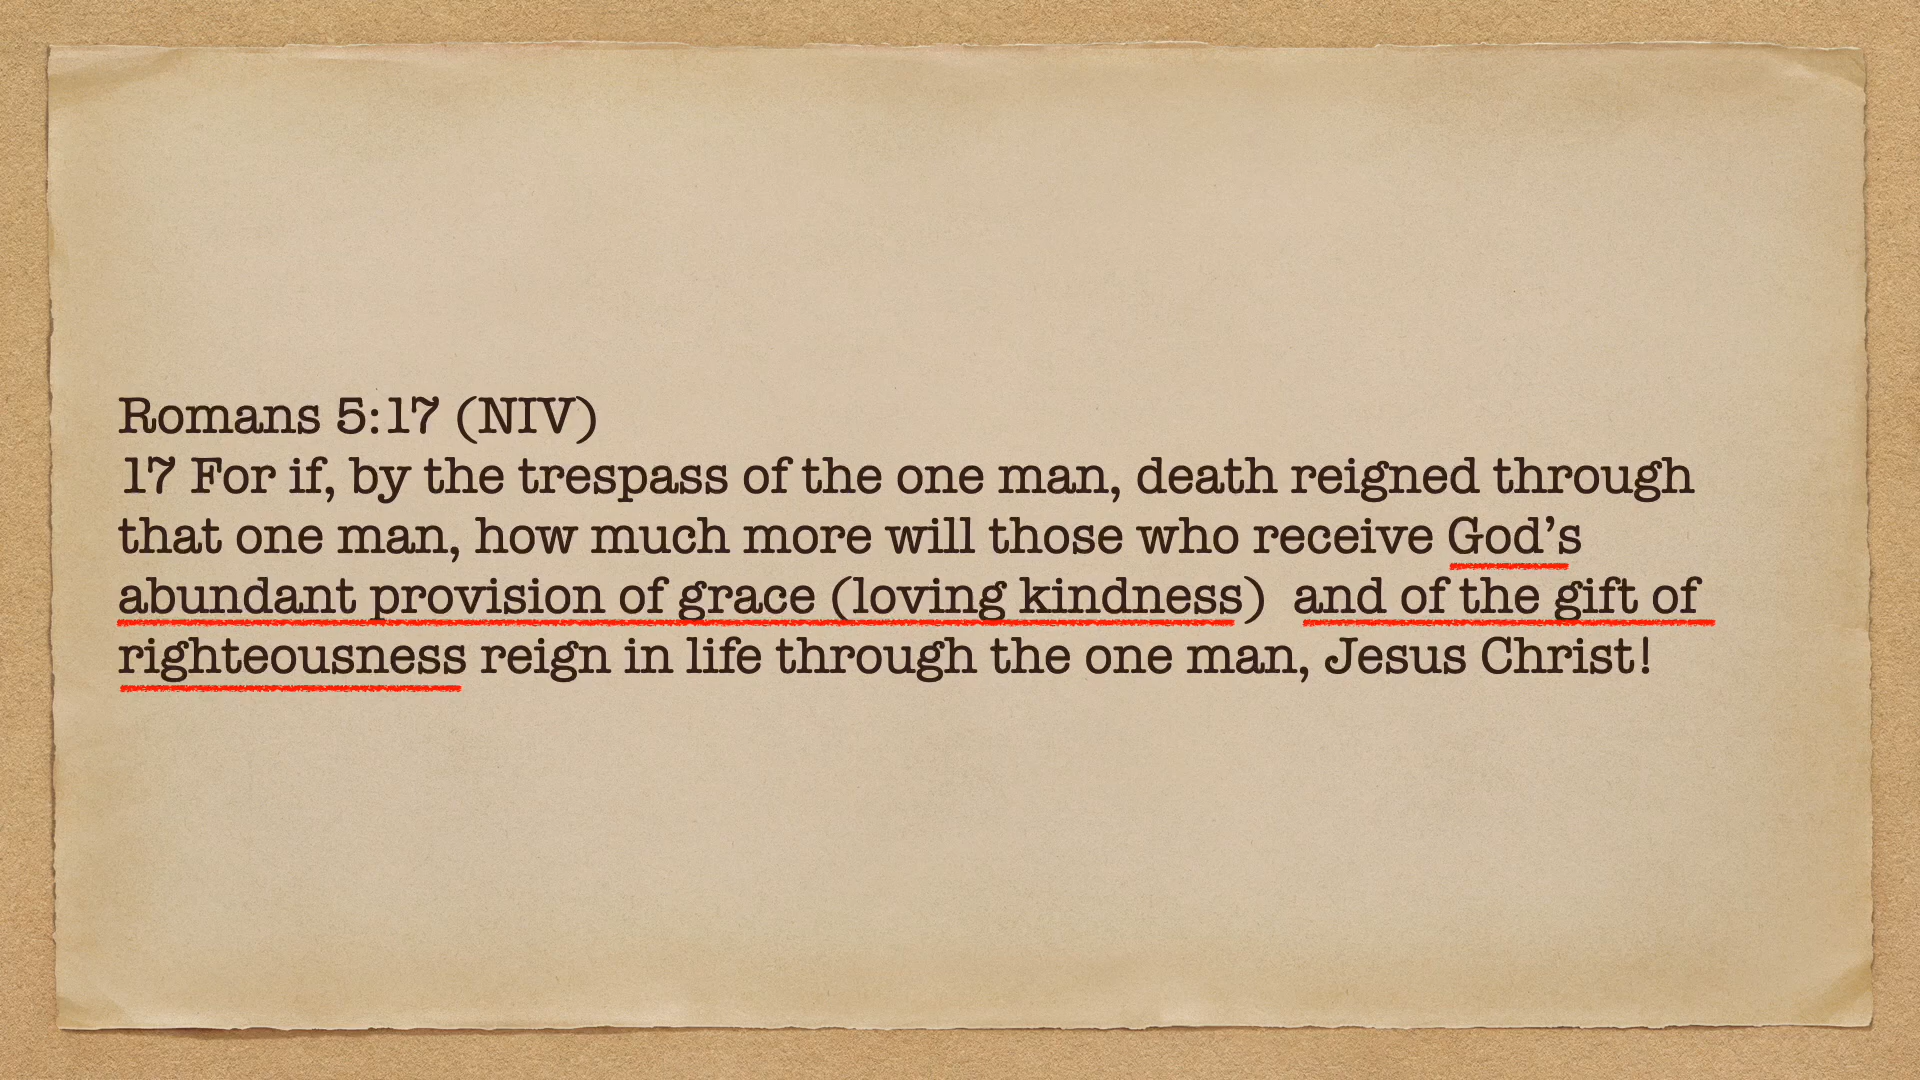 Romans 5:17 (NIV)
17 For if, by the trespass of the one man, death reigned through
that one man, how much more will those who receive God’s
abundant provision of grace (loving kindness)  and of the gift of
righteousness reign in life through the one man, Jesus Christ!